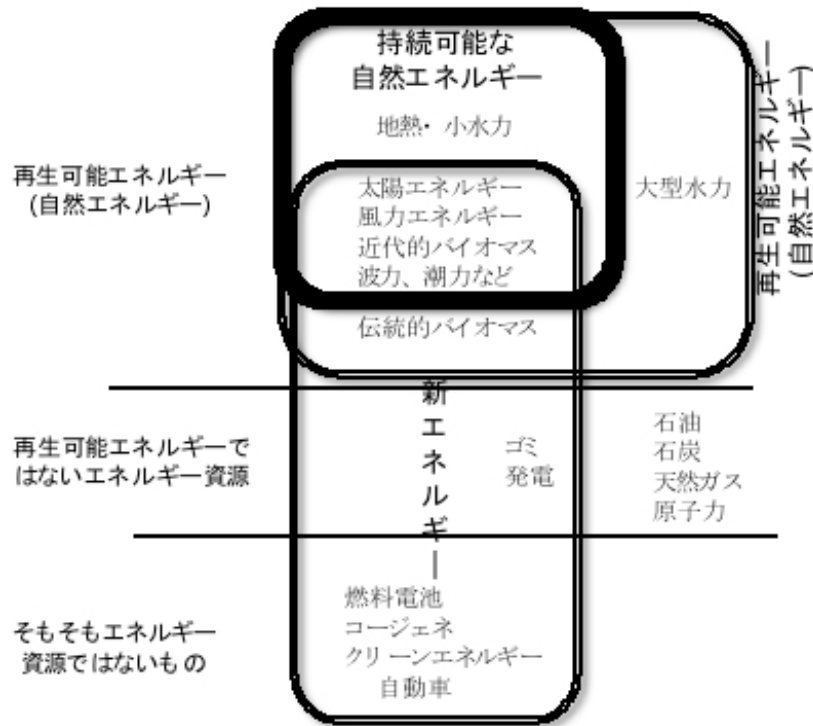 持続可能な
自然エネルギー
地熱・小水力
再生可能エネルギー
(自然エネルギー)
太陽エネルギー
風力エネルギー
近代的バイオマス
波力、潮力など
伝統的バイオマス
大型水力
再生可能エネルギー
(自然エネルギー)
新エネルギー
再生可能エネルギーで
はないエネルギー資源
ゴミ
発電
石油
石炭
天然ガス
原子力
そもそもエネルギー
資源ではないもの
燃料電池
コージェネ
クリーンエネルギー
自動車